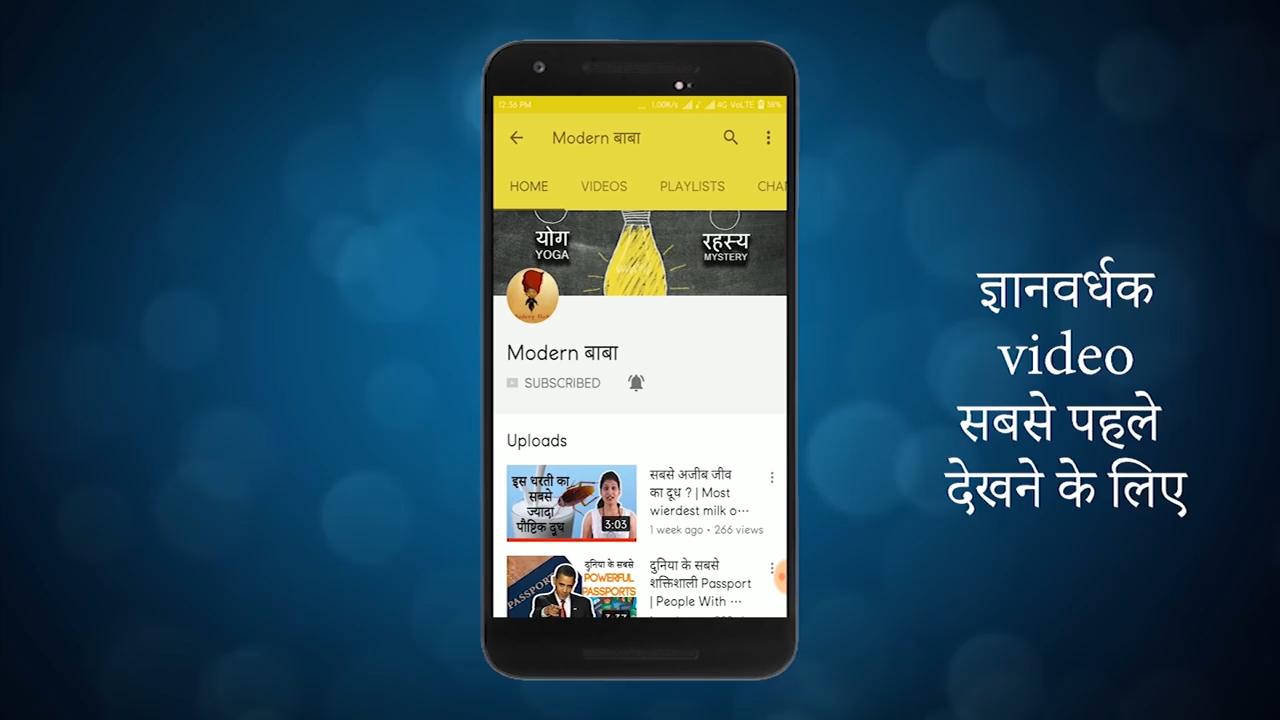 12:56 PM
... 1.00K/s 4G VoLTE 38%
Modern बाबा
HOME VIDEOS PLAYLISTS CHA
योग रहस्य
YOGA MYSTERY
Modern बाबा
SUBSCRIBED
Uploads
इस धरती का
सबसे
ज्यादा
पौष्टिक दूध
3:03
सबसे अजीब जीव
का दूध ? | Most
wierdest milk o...
1 week ago • 266 views
PASSPORT
दुनिया के सबसे
POWERFUL
PASSPORTS
दुनिया के सबसे
शक्तिशाली Passport
| People With ...
ज्ञानवर्धक
video
सबसे पहले
देखने के लिए